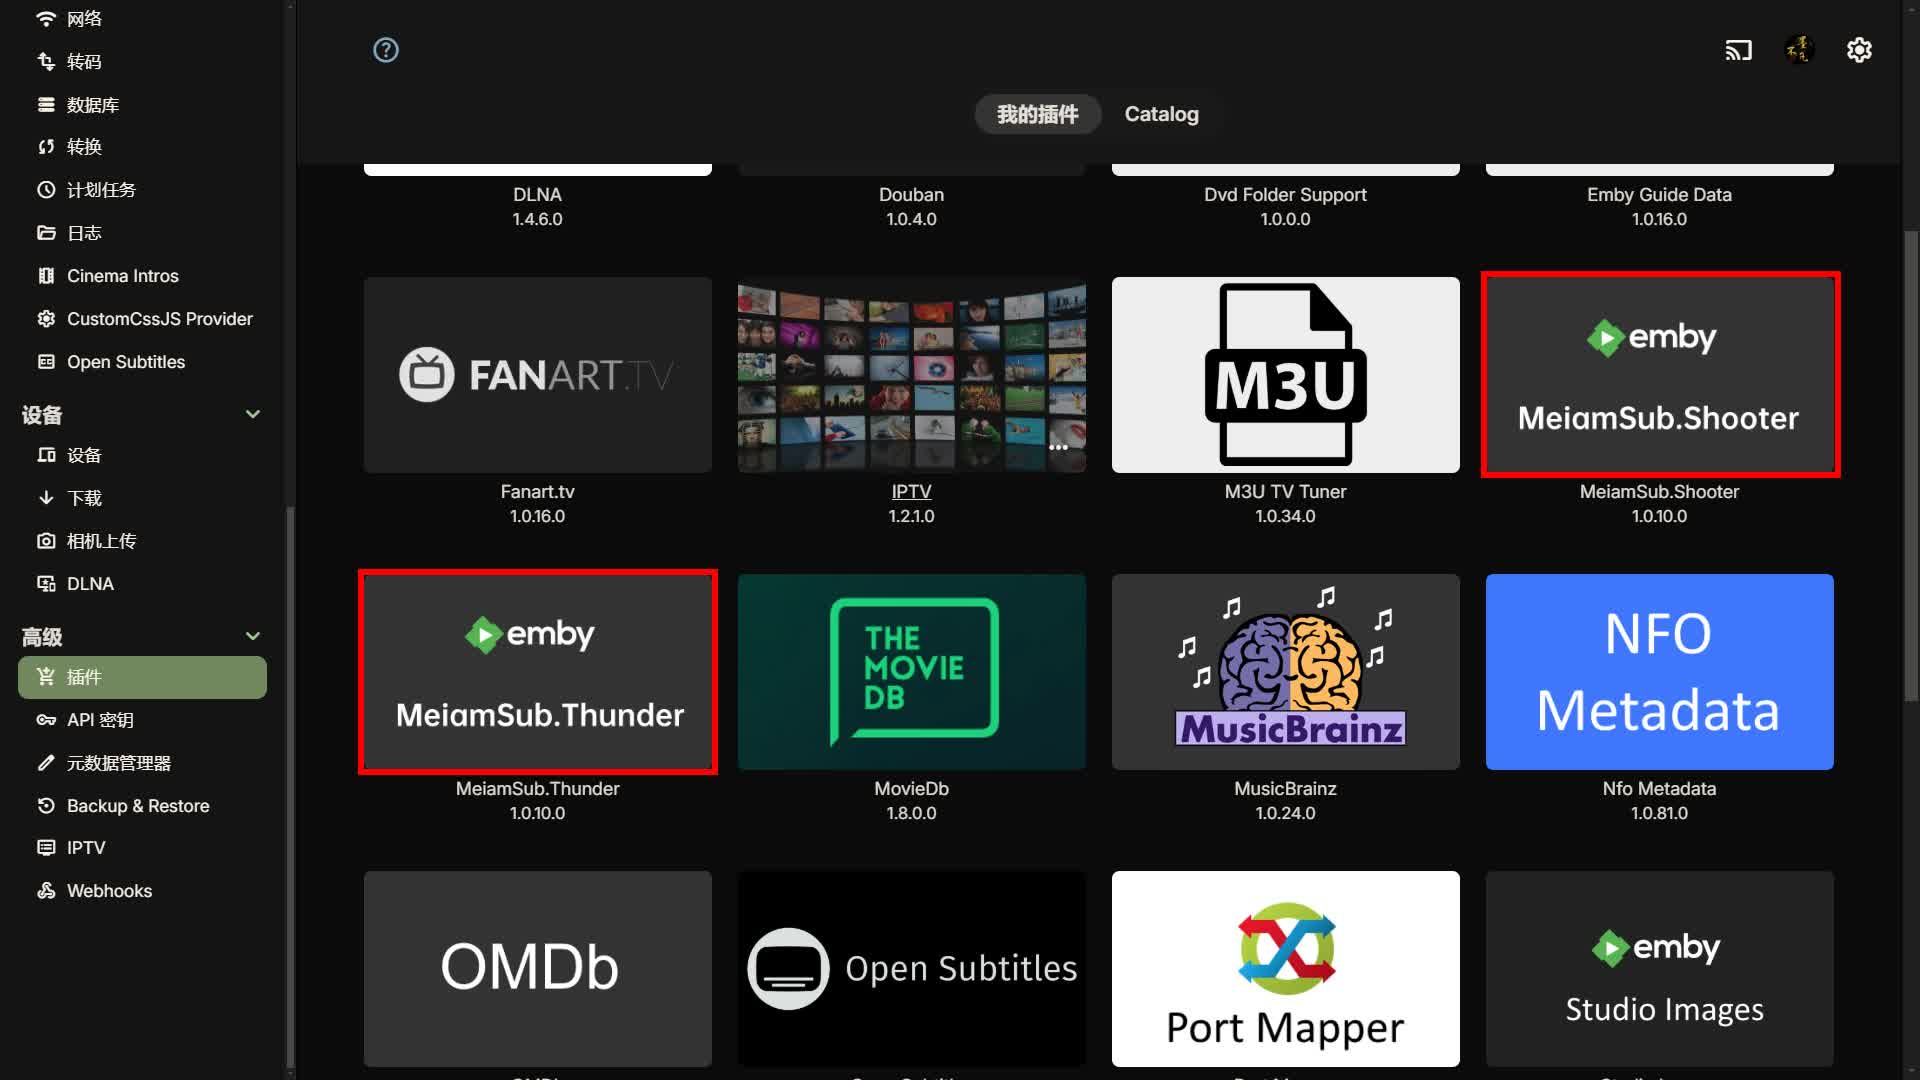 网络
转码
数据库
转换
计划任务
日志
Cinema Intros
CustomCssJS Provider
Open Subtitles
设备
设备
下载
相机上传
DLNA
高级
插件
API 密钥
元数据管理器
Backup & Restore
IPTV
Webhooks
我的插件
Catalog
DLNA
1.4.6.0
Douban
1.0.4.0
Dvd Folder Support
1.0.0.0
Emby Guide Data
1.0.16.0
FANART.TV
Fanart.tv
1.0.16.0
IPTV
1.2.1.0
M3U
M3U TV Tuner
1.0.34.0
emby
MeiamSub.Shooter
MeiamSub.Shooter
1.0.10.0
emby
MeiamSub.Thunder
MeiamSub.Thunder
1.0.10.0
THE
MOVIE
DB
MovieDb
1.8.0.0
MusicBrainz
MusicBrainz
1.0.24.0
NFO
Metadata
Nfo Metadata
1.0.81.0
OMDb
Open Subtitles
Port Mapper
emby
Studio Images